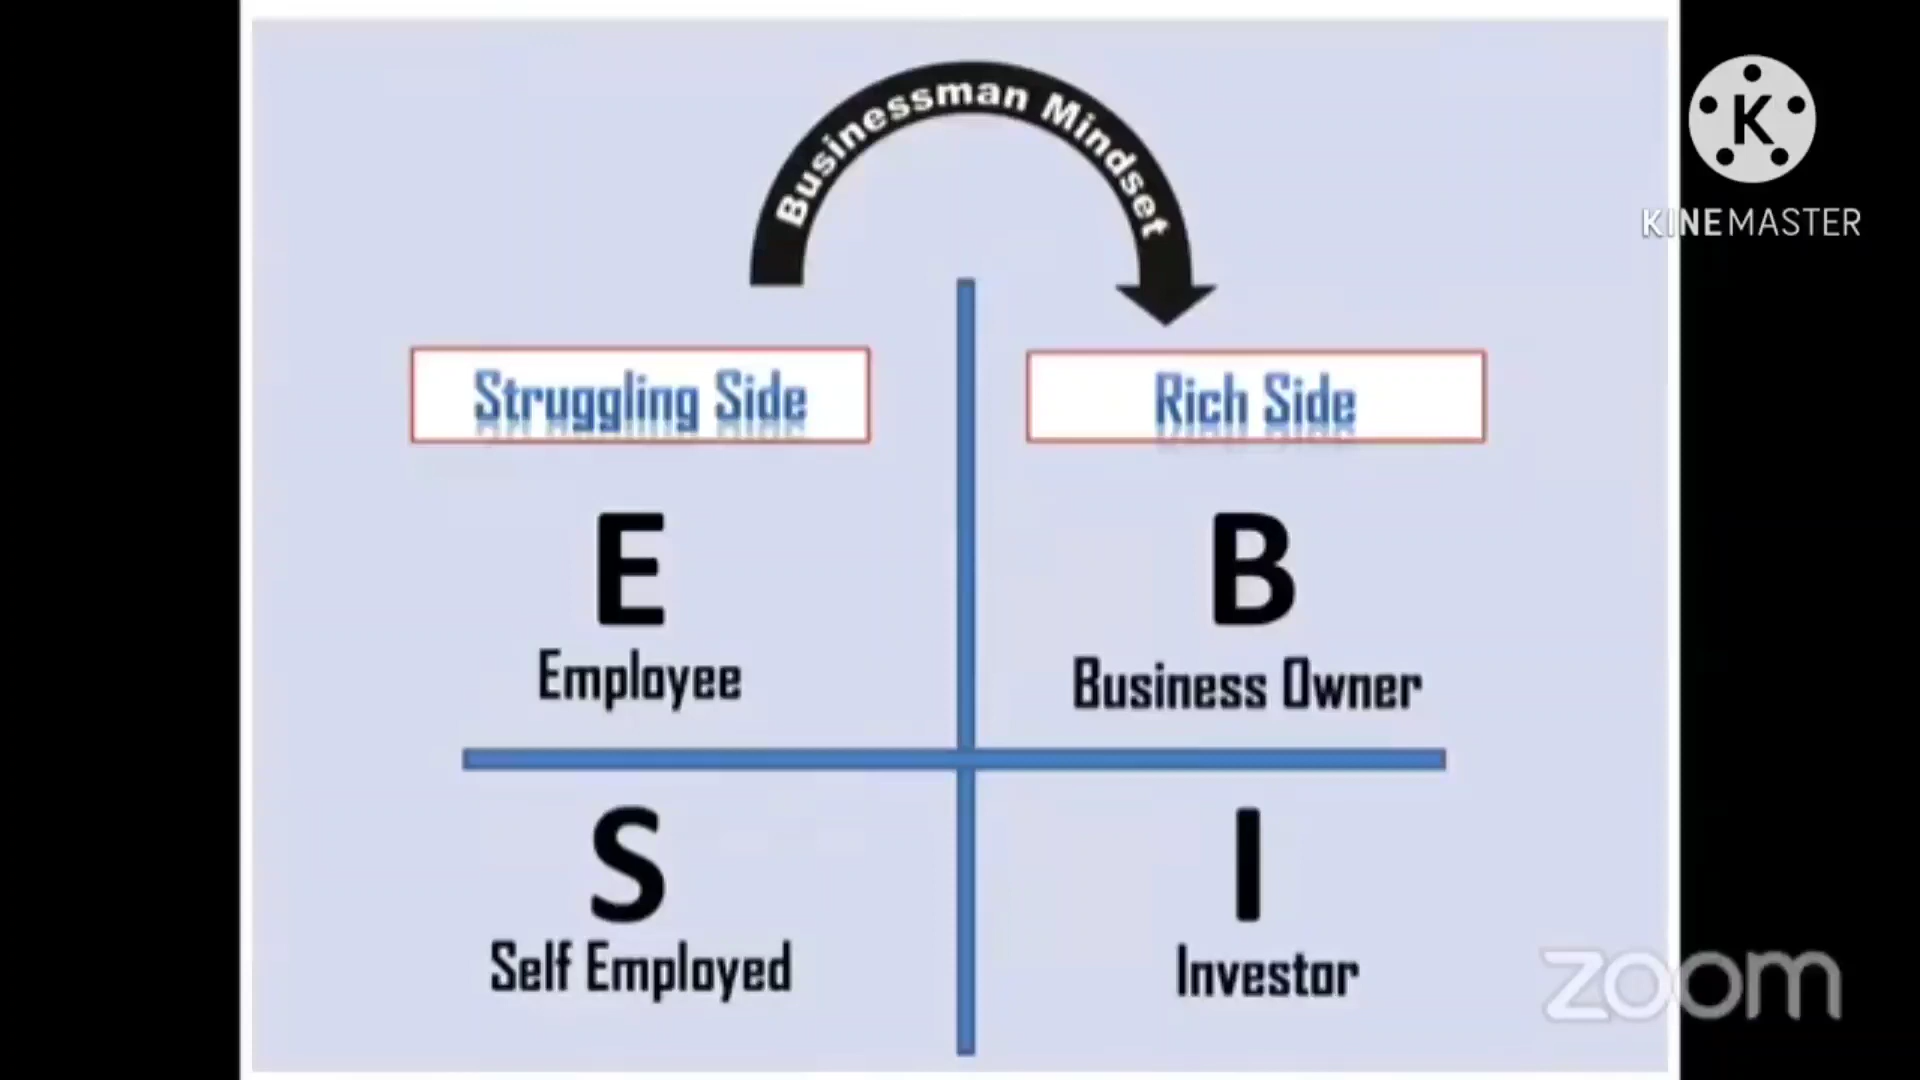 Businessman Mindset
K
KINEMASTER
Struggling Side
Rich Side
E
Employee
B
Business Owner
S
Self Employed
I
Investor
zoom